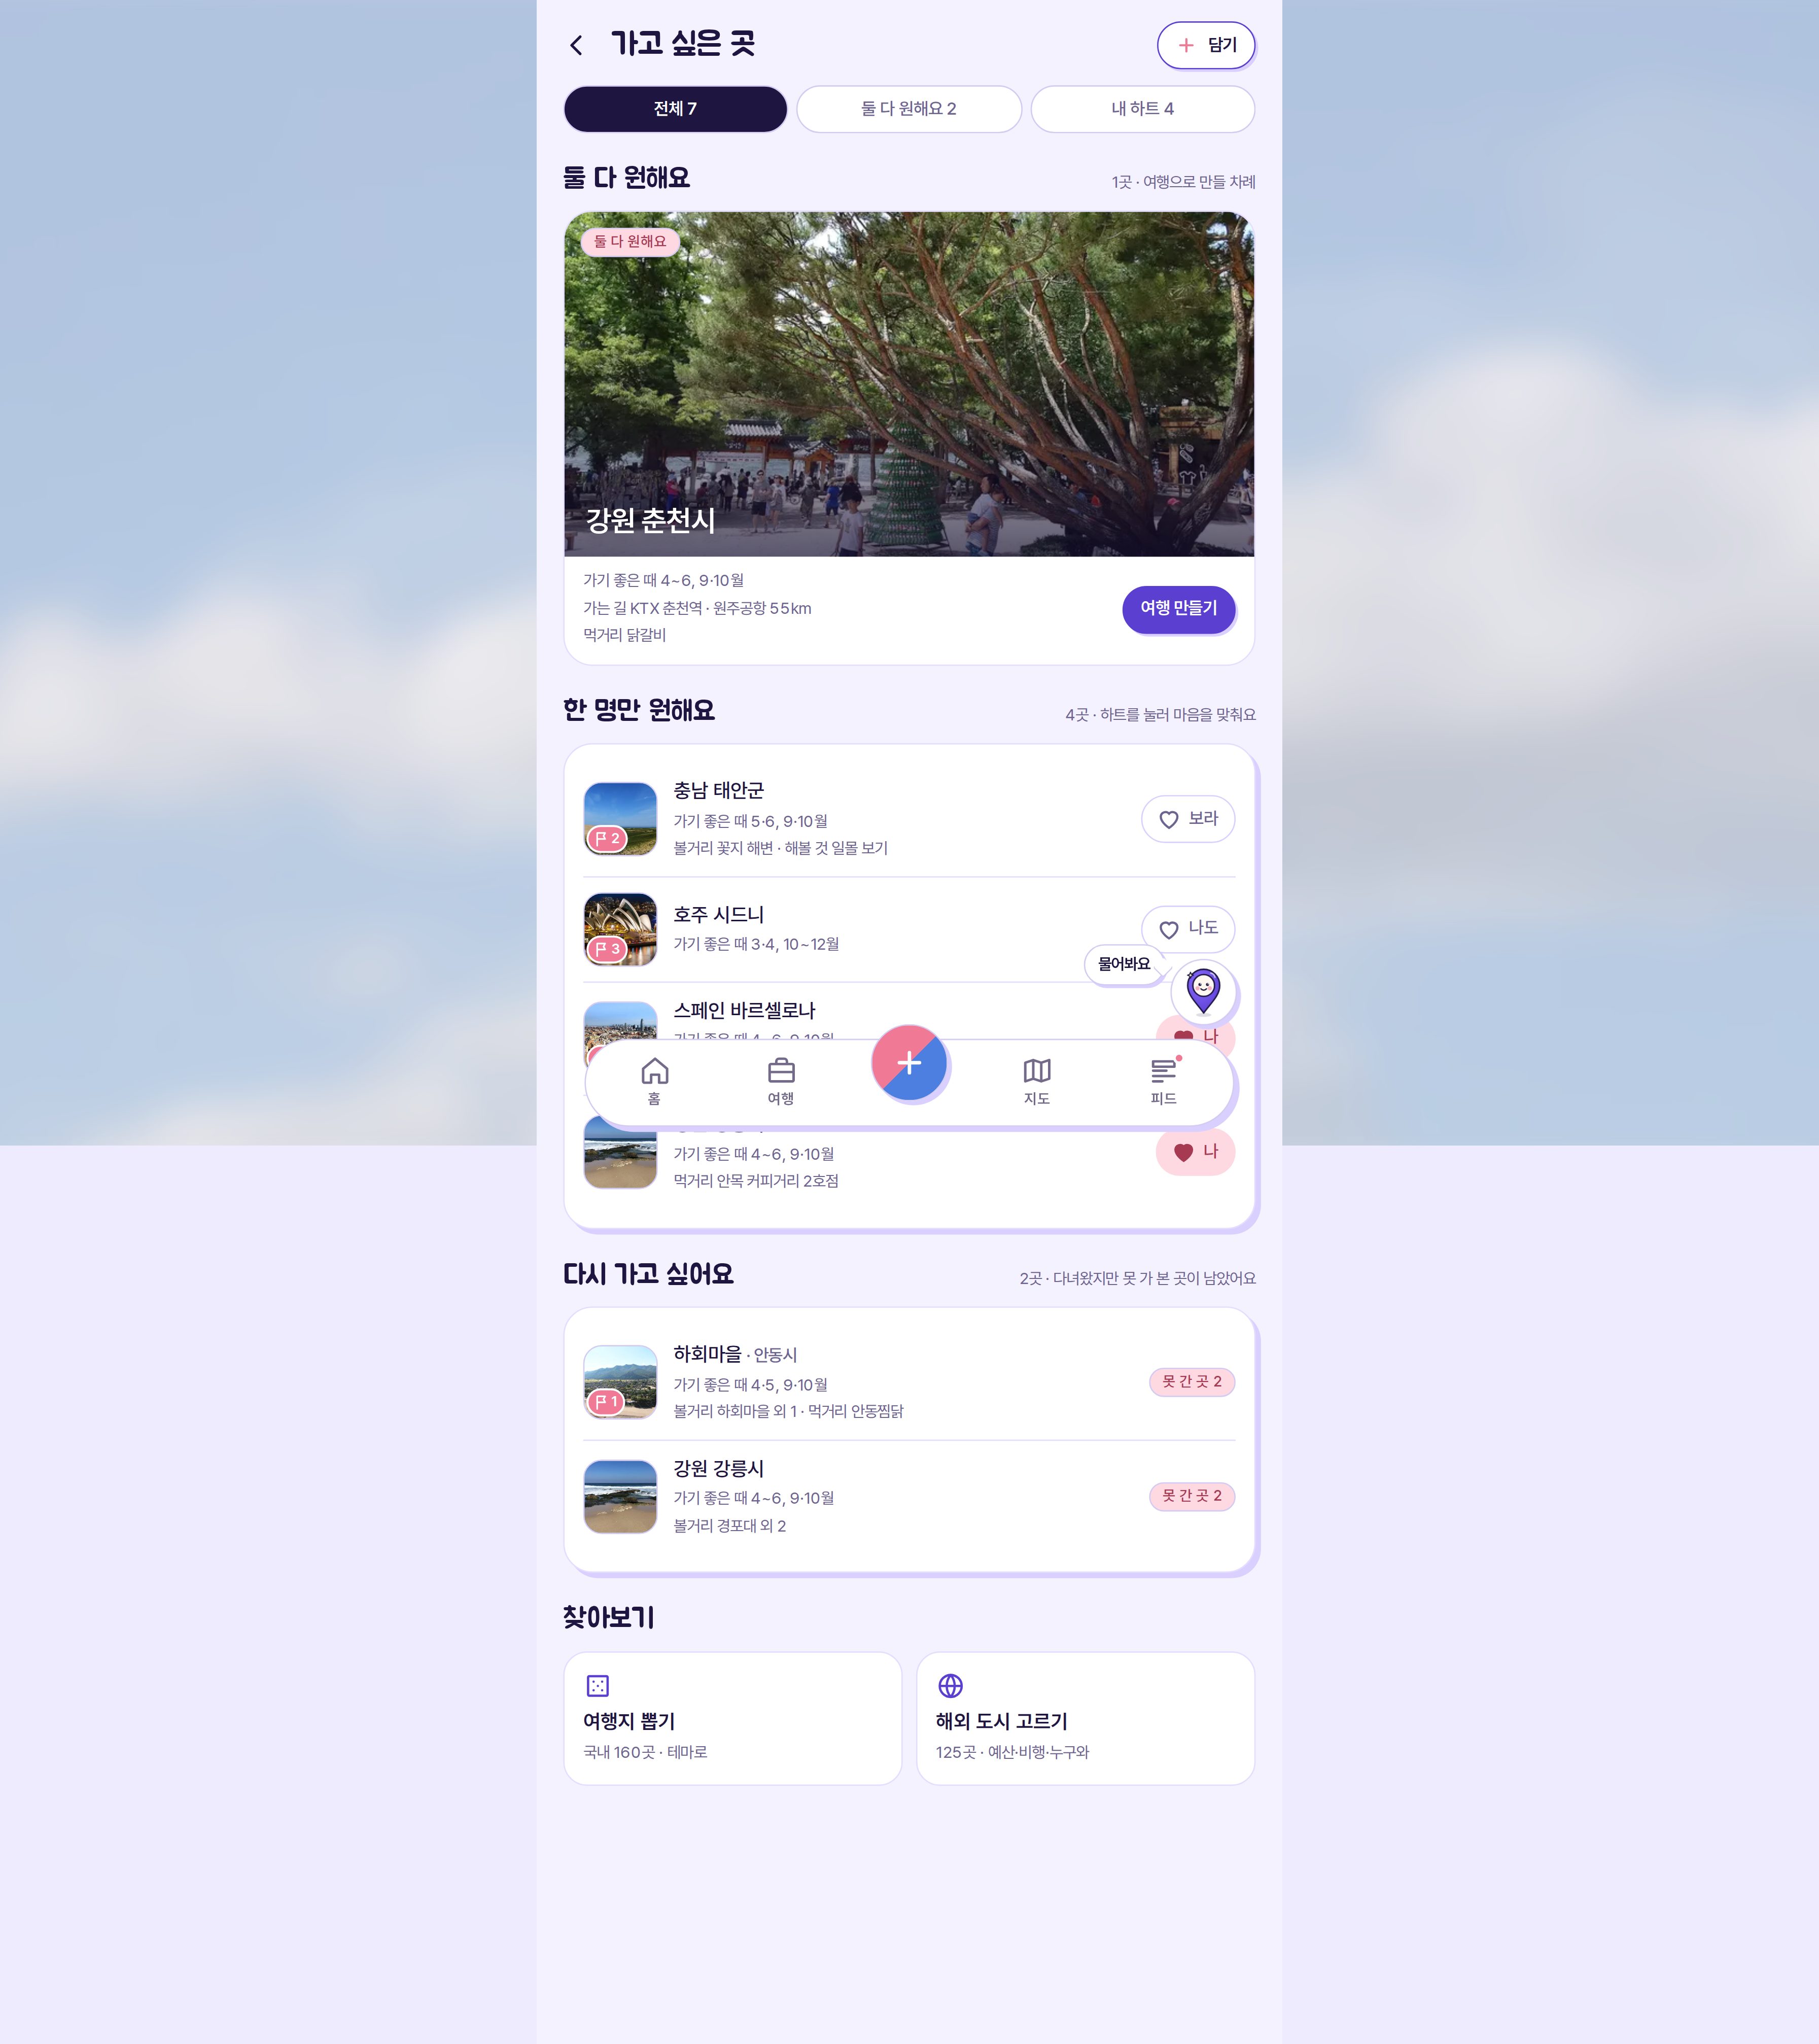 가고 싶은 곳
담기
전체 7
둘 다 원해요 2
내 하트 4
둘 다 원해요
1곳 · 여행으로 만들 차례
둘 다 원해요
강원 춘천시
가기 좋은 때 4~6, 9·10월
가는 길 KTX 춘천역 · 원주공항 55km
먹거리 닭갈비
여행 만들기
한 명만 원해요
4곳 · 하트를 눌러 마음을 맞춰요
충남 태안군
가기 좋은 때 5·6, 9·10월
볼거리 꽃지 해변 · 해볼 것 일몰 보기
2
보라
호주 시드니
가기 좋은 때 3·4, 10~12월
3
나도
물어봐요
스페인 바르셀로나
나
홈
여행
지도
피드
가기 좋은 때 4~6, 9·10월
먹거리 안목 커피거리 2호점
나
다시 가고 싶어요
2곳 · 다녀왔지만 못 가 본 곳이 남았어요
하회마을 · 안동시
가기 좋은 때 4·5, 9·10월
볼거리 하회마을 외 1 · 먹거리 안동찜닭
1
못 간 곳 2
강원 강릉시
가기 좋은 때 4~6, 9·10월
볼거리 경포대 외 2
못 간 곳 2
찾아보기
여행지 뽑기
국내 160곳 · 테마로
해외 도시 고르기
125곳 · 예산·비행·누구와